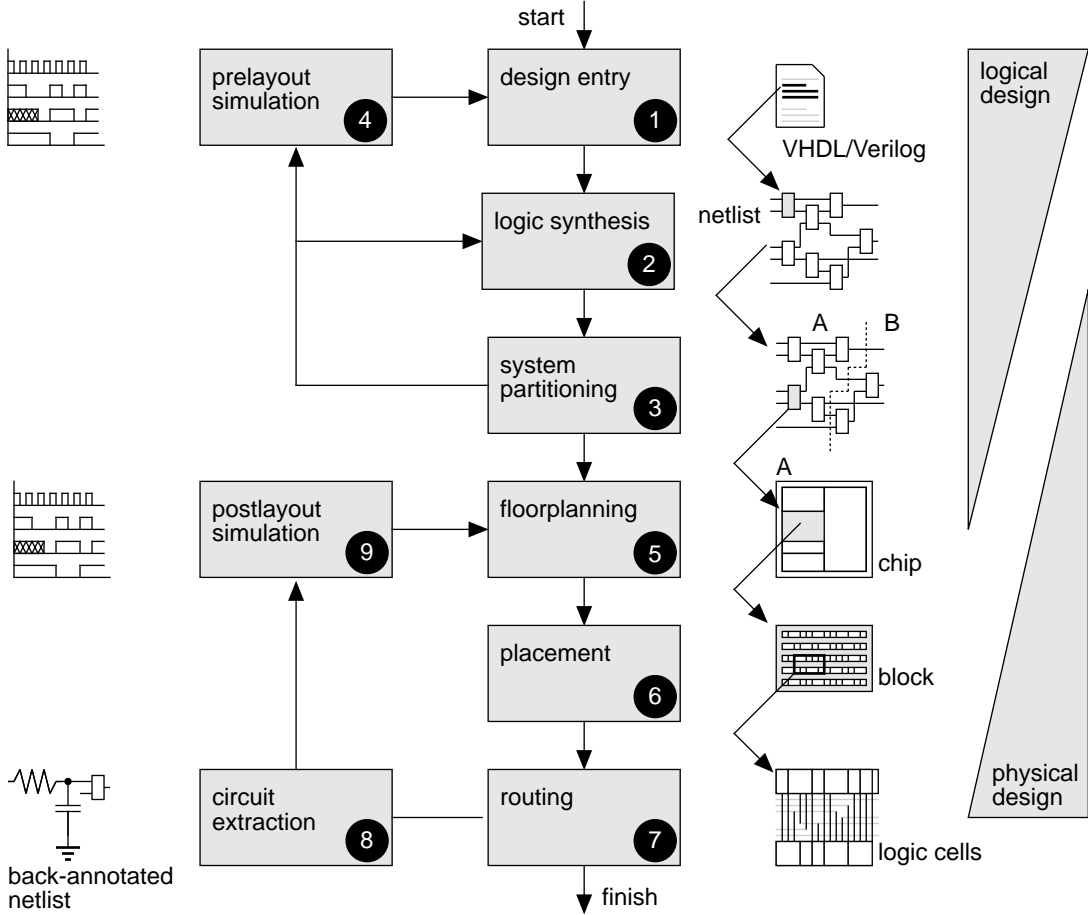 start
prelayout
simulation
4
design entry
1
VHDL/Verilog
logical
design
logic synthesis
2
netlist
system
partitioning
3
A
B
postlayout
simulation
9
floorplanning
5
A
chip
placement
6
block
circuit
extraction
8
routing
7
logic cells
physical
design
back-annotated
netlist
finish